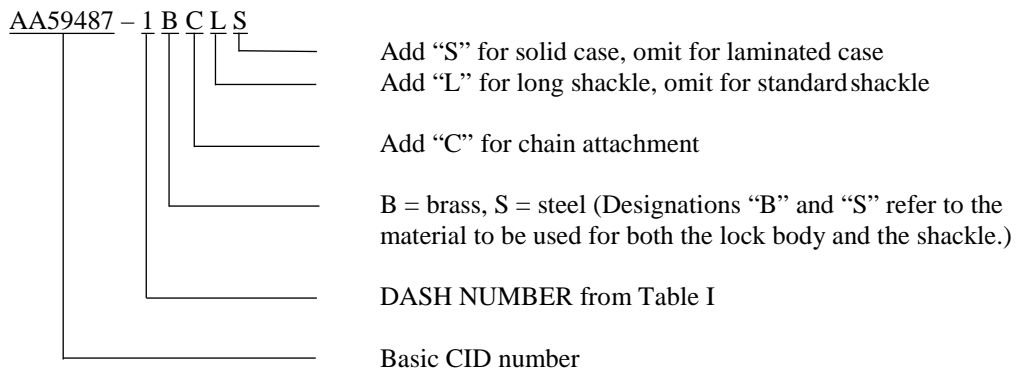 AA59487 – 1 B C L S
Add “S” for solid case, omit for laminated case
Add “L” for long shackle, omit for standard shackle
Add “C” for chain attachment
B = brass, S = steel (Designations “B” and “S” refer to the
material to be used for both the lock body and the shackle.)
DASH NUMBER from Table I
Basic CID number